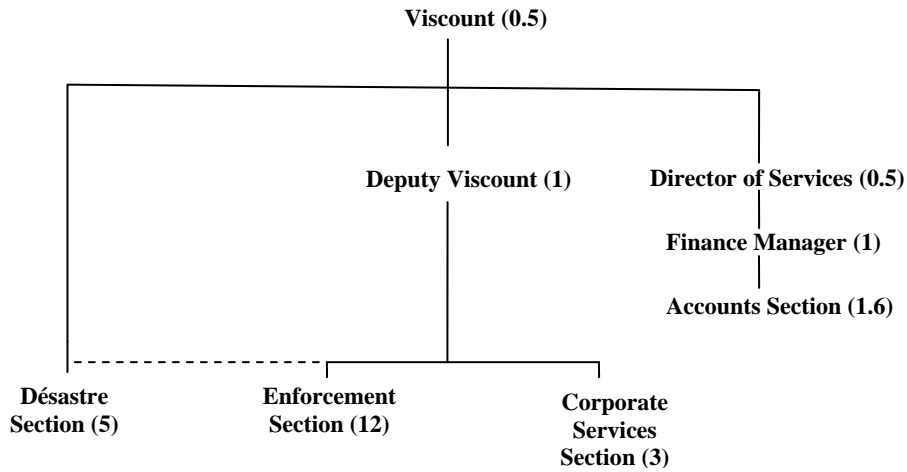 Viscount (0.5)
Deputy Viscount (1)
Director of Services (0.5)
Finance Manager (1)
Accounts Section (1.6)
Désastre
Section (5)
Enforcement
Section (12)
Corporate
Services
Section (3)